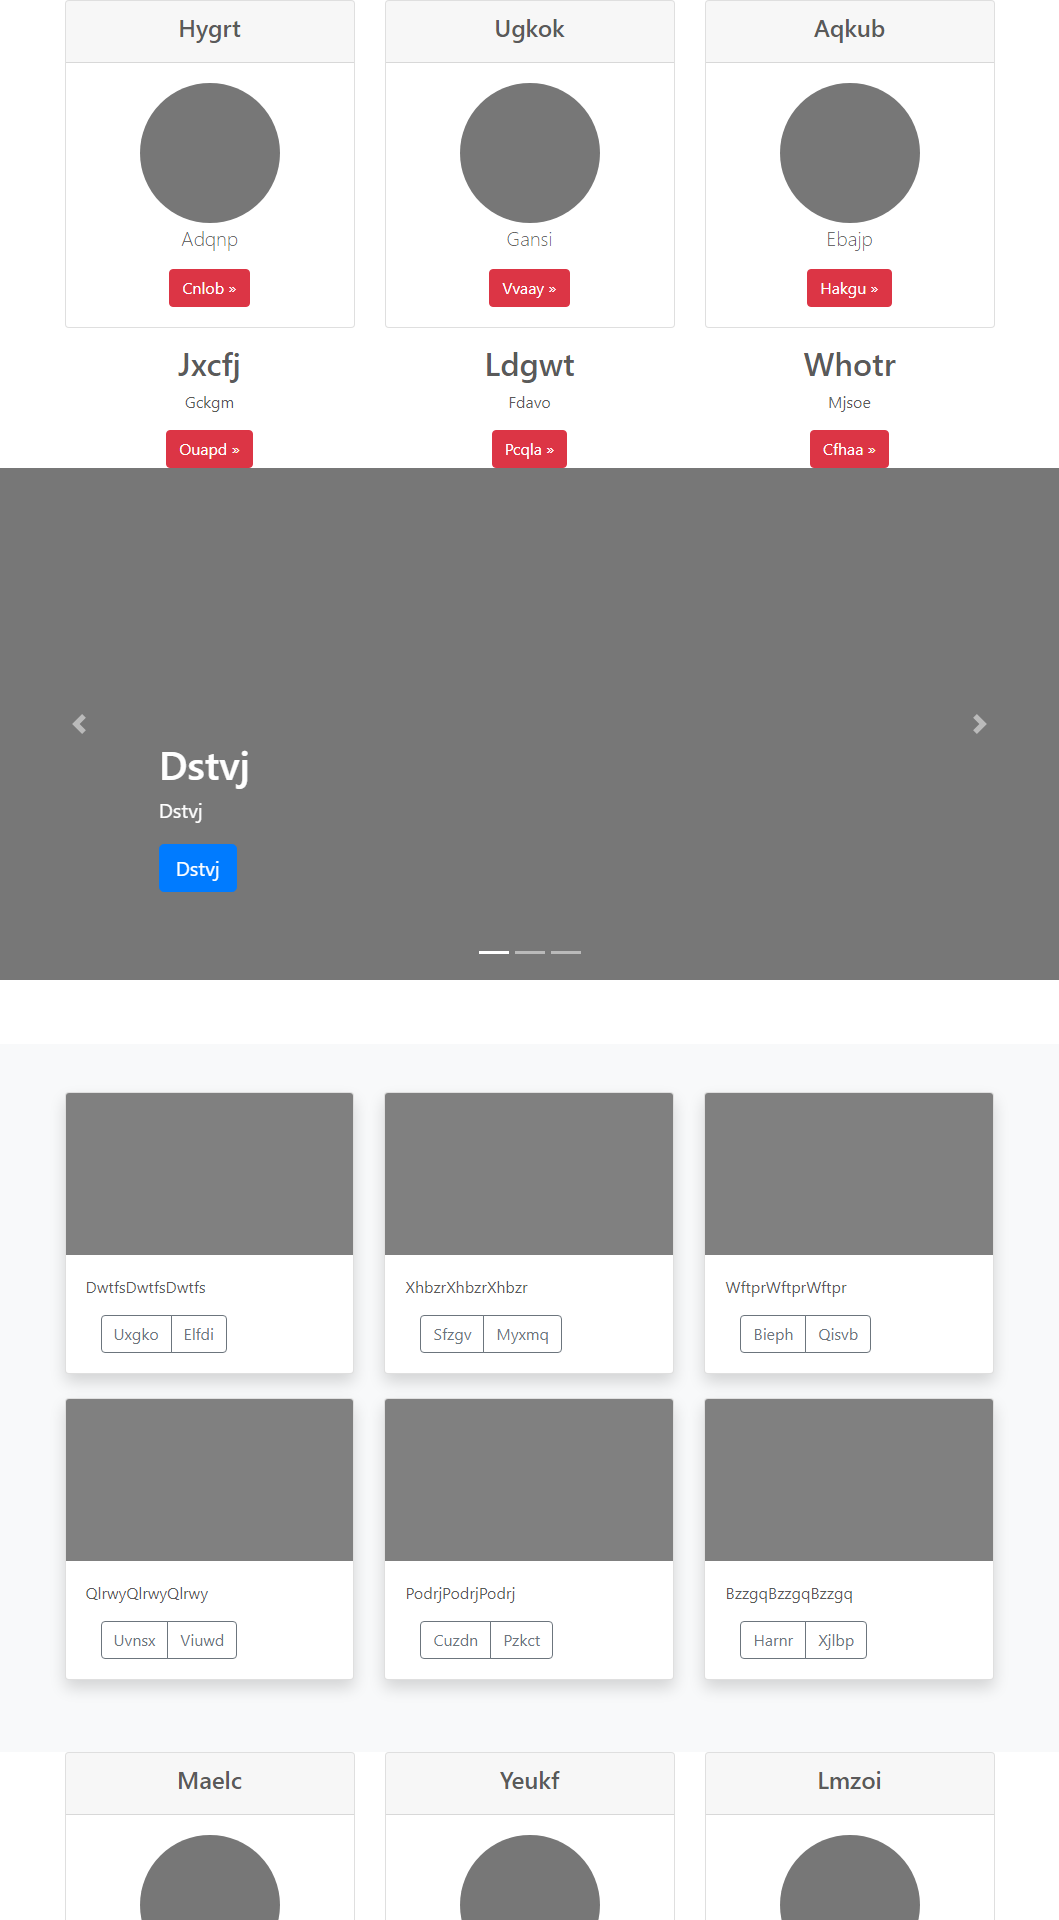 Hygrt
Ugkok
Aqkub
Adqnp
Gansi
Ebajp
Cnlob »
Vvaay »
Hakgu »
Jxcfj
Ldgwt
Whotr
Gckgm
Fdavo
Mjsoe
Ouapd »
Pcqla »
Cfhaa »
Dstvj
Dstvj
Dstvj
DwtfsDwtfsDwtfs
XhbzrXhbzrXhbzr
WftprWftprWftpr
Uxgko Elfdi
Sfzgv Myxmq
Bieph Qisvb
QlrwyQlrwyQlrwy
PodrjPodrjPodrj
BzzgqBzzgqBzzgq
Uvnsx Viuwd
Cuzdn Pzkct
Harnr Xjlbp
Maelc
Yeukf
Lmzoi